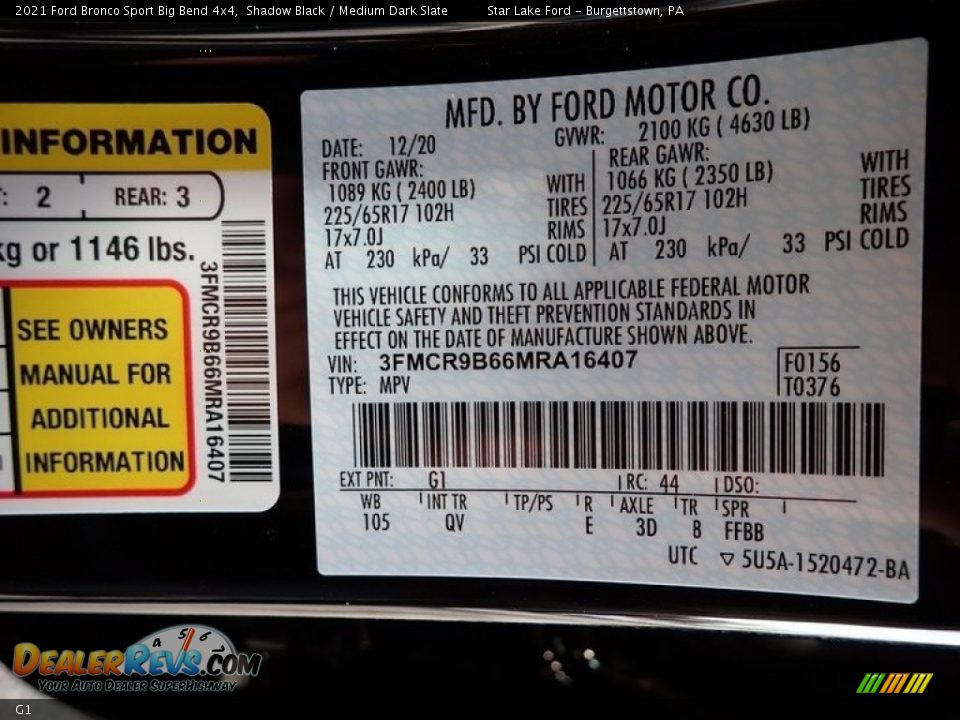 2021 Ford Bronco Sport Big Bend 4x4, Shadow Black / Medium Dark Slate Star Lake Ford - Burgettstown, PA
INFORMATION
: 2 REAR: 3
kg or 1146 lbs.
SEE OWNERS
MANUAL FOR
ADDITIONAL
INFORMATION
3FMCR9B66MRA16407
MFD. BY FORD MOTOR CO.
DATE: 12/20 GVWR: 2100 KG ( 4630 LB)
FRONT GAWR: REAR GAWR:
1089 KG ( 2400 LB) WITH 1066 KG ( 2350 LB) WITH
225/65R17 102H TIRES 225/65R17 102H TIRES
17x7.0J RIMS 17x7.0J RIMS
AT 230 kPa/ 33 PSI COLD AT 230 kPa/ 33 PSI COLD
THIS VEHICLE CONFORMS TO ALL APPLICABLE FEDERAL MOTOR
VEHICLE SAFETY AND THEFT PREVENTION STANDARDS IN
EFFECT ON THE DATE OF MANUFACTURE SHOWN ABOVE.
VIN: 3FMCR9B66MRA16407 F0156
TYPE: MPV T0376
EXT PNT: G1 RC: 44 DSO:
WB INT TR TP/PS R AXLE TR SPR
105 QV E 3D 8 FFBB
UTC ▽ 5U5A-1520472-BA
4 5 6
DEALERREVS.COM
YOUR AUTO DEALER SUPERHIGHWAY
G1